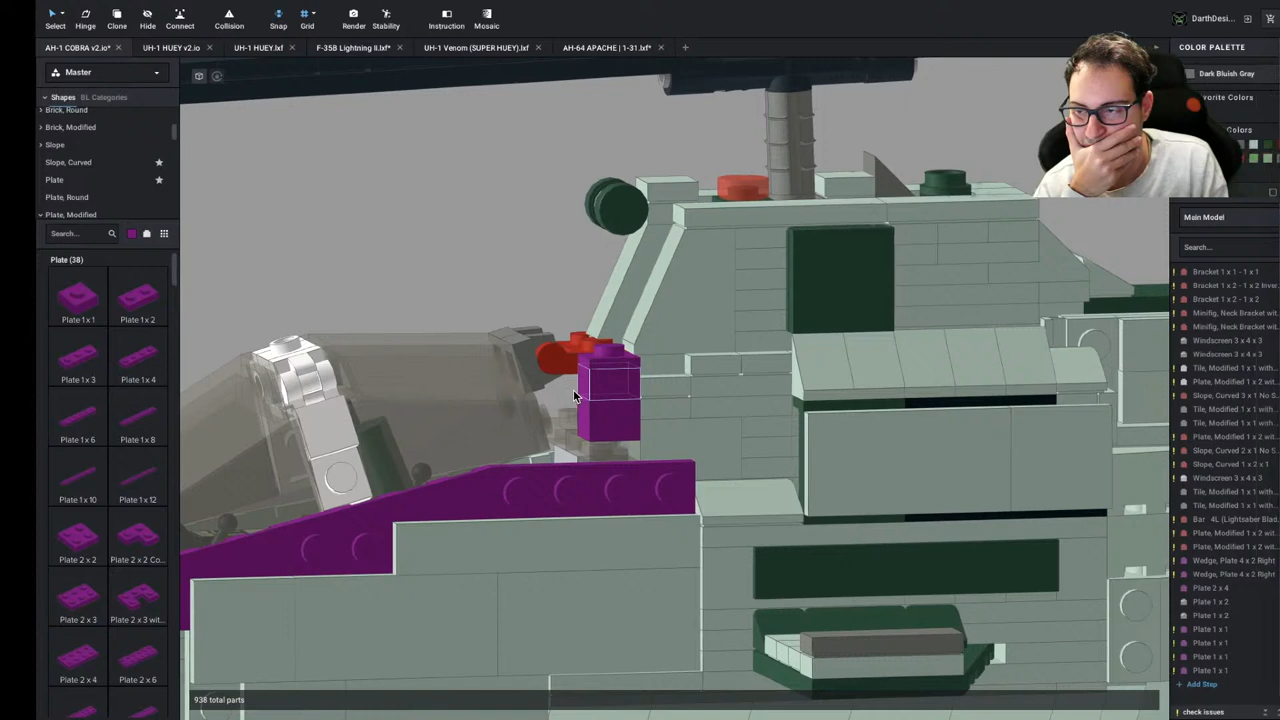 Select Hinge Clone Hide Connect Collision Snap Grid Render Stability Instruction Mosaic
DarthDesi...
AH-1 COBRA v2.io* × UH-1 HUEY v2.io × UH-1 HUEY.lxf × F-35B Lightning II.lxf* × UH-1 Venom (SUPER HUEY).lxf × AH-64 APACHE | 1-31.lxf* × +
COLOR PALETTE
Master
Dark Bluish Gray
Shapes BL Categories
Brick, Round
Brick, Modified
Slope
Slope, Curved
Plate
Plate, Round
Plate, Modified
Search...
Plate (38)
Plate 1 x 1 Plate 1 x 2
Plate 1 x 3 Plate 1 x 4
Plate 1 x 6 Plate 1 x 8
Plate 1 x 10 Plate 1 x 12
Plate 2 x 2 Plate 2 x 2 Co...
Plate 2 x 3 Plate 2 x 3 with...
Plate 2 x 4 Plate 2 x 6
938 total parts
vorite Colors
Colors
Main Model
Search...
Bracket 1 x 1 - 1 x 1
Bracket 1 x 2 - 1 x 2 Inver
Bracket 1 x 2 - 1 x 2
Minifig, Neck Bracket wit...
Minifig, Neck Bracket wit...
Windscreen 3 x 4 x 3
Windscreen 3 x 4 x 3
Tile, Modified 1 x 1 with...
Plate, Modified 1 x 2 wit...
Slope, Curved 3 x 1 No S
Tile, Modified 1 x 1 with...
Tile, Modified 1 x 1 with...
Plate, Modified 1 x 2 wit...
Slope, Curved 2 x 1 No S
Slope, Curved 1 x 2 x 1
Windscreen 3 x 4 x 3
Tile, Modified 1 x 1 with...
Tile, Modified 1 x 1 with...
Bar 4L (Lightsaber Blad
Plate, Modified 1 x 2 wit...
Plate, Modified 1 x 2 wit...
Wedge, Plate 4 x 2 Right
Wedge, Plate 4 x 2 Right
Plate 2 x 4
Plate 1 x 2
Plate 1 x 2
Plate 1 x 1
Plate 1 x 1
Plate 1 x 1
Plate 1 x 1
+ Add Step
check issues